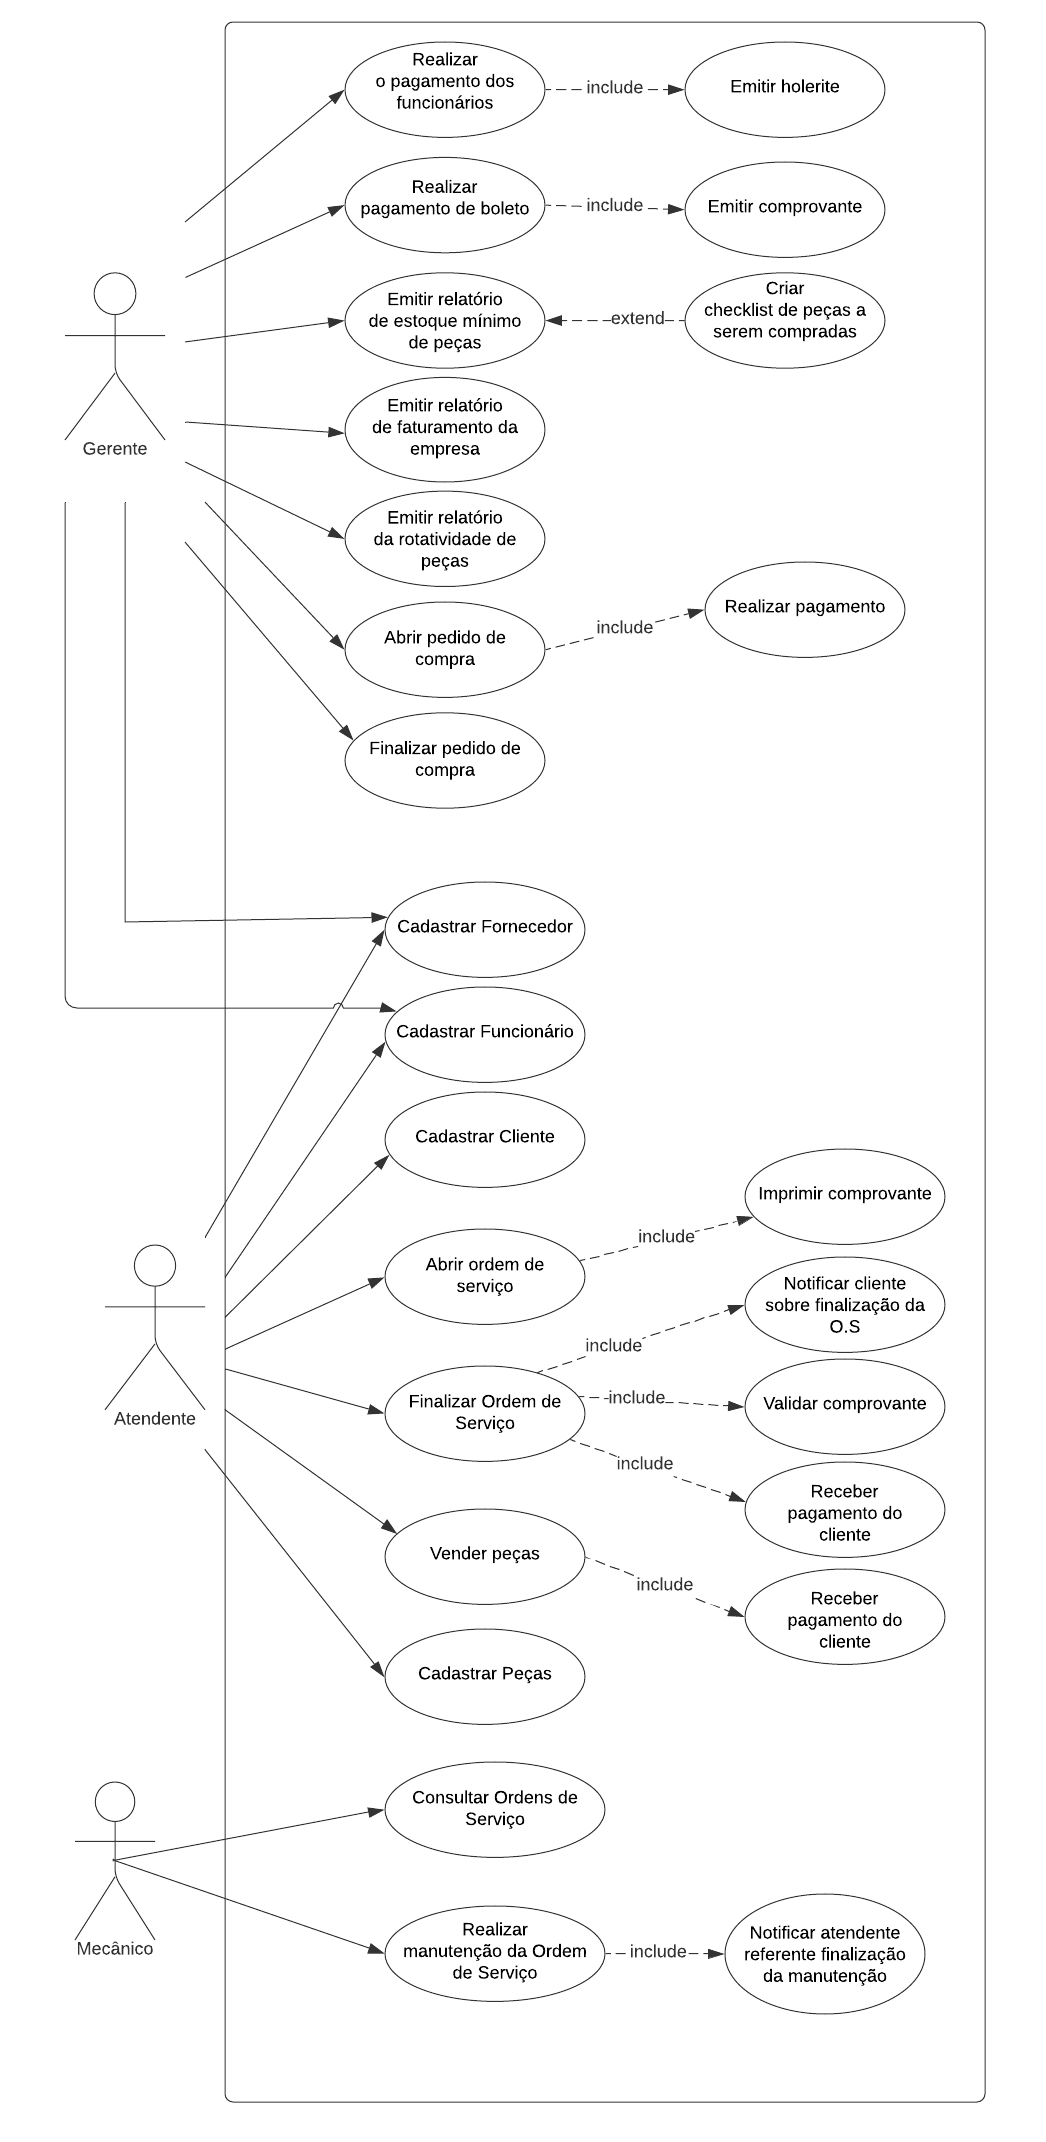 Realizar
o pagamento dos
funcionários
include
Emitir holerite
Realizar
pagamento de boleto
include
Emitir comprovante
Emitir relatório
de estoque mínimo
de peças
extend
Criar
checklist de peças a
serem compradas
Gerente
Emitir relatório
de faturamento da
empresa
Emitir relatório
da rotatividade de
peças
Abrir pedido de
compra
include
Realizar pagamento
Finalizar pedido de
compra
Cadastrar Fornecedor
Cadastrar Funcionário
Cadastrar Cliente
Abrir ordem de
serviço
include
Imprimir comprovante
Atendente
Finalizar Ordem de
Serviço
include
Notificar cliente
sobre finalização da
O.S
include
Validar comprovante
include
Receber
pagamento do
cliente
Vender peças
include
Receber
pagamento do
cliente
Cadastrar Peças
Mecânico
Consultar Ordens de
Serviço
Realizar
manutenção da Ordem
de Serviço
include
Notificar atendente
referente finalização
da manutenção